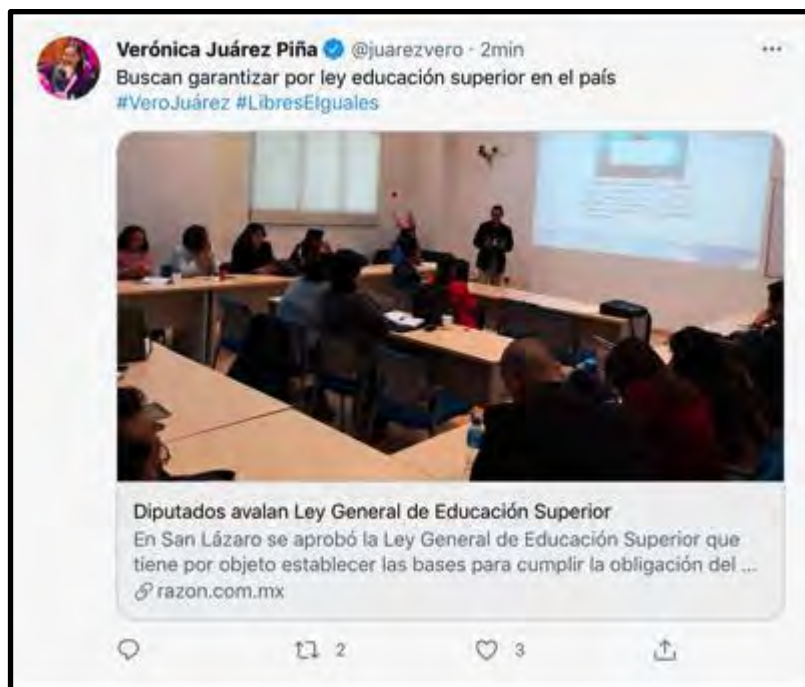 Verónica Juárez Piña @juarezvero · 2min
Buscan garantizar por ley educación superior en el país
#VeroJuárez #LibresEIguales
Diputados avalan Ley General de Educación Superior
En San Lázaro se aprobó la Ley General de Educación Superior que
tiene por objeto establecer las bases para cumplir la obligación del ...
razon.com.mx
2 3